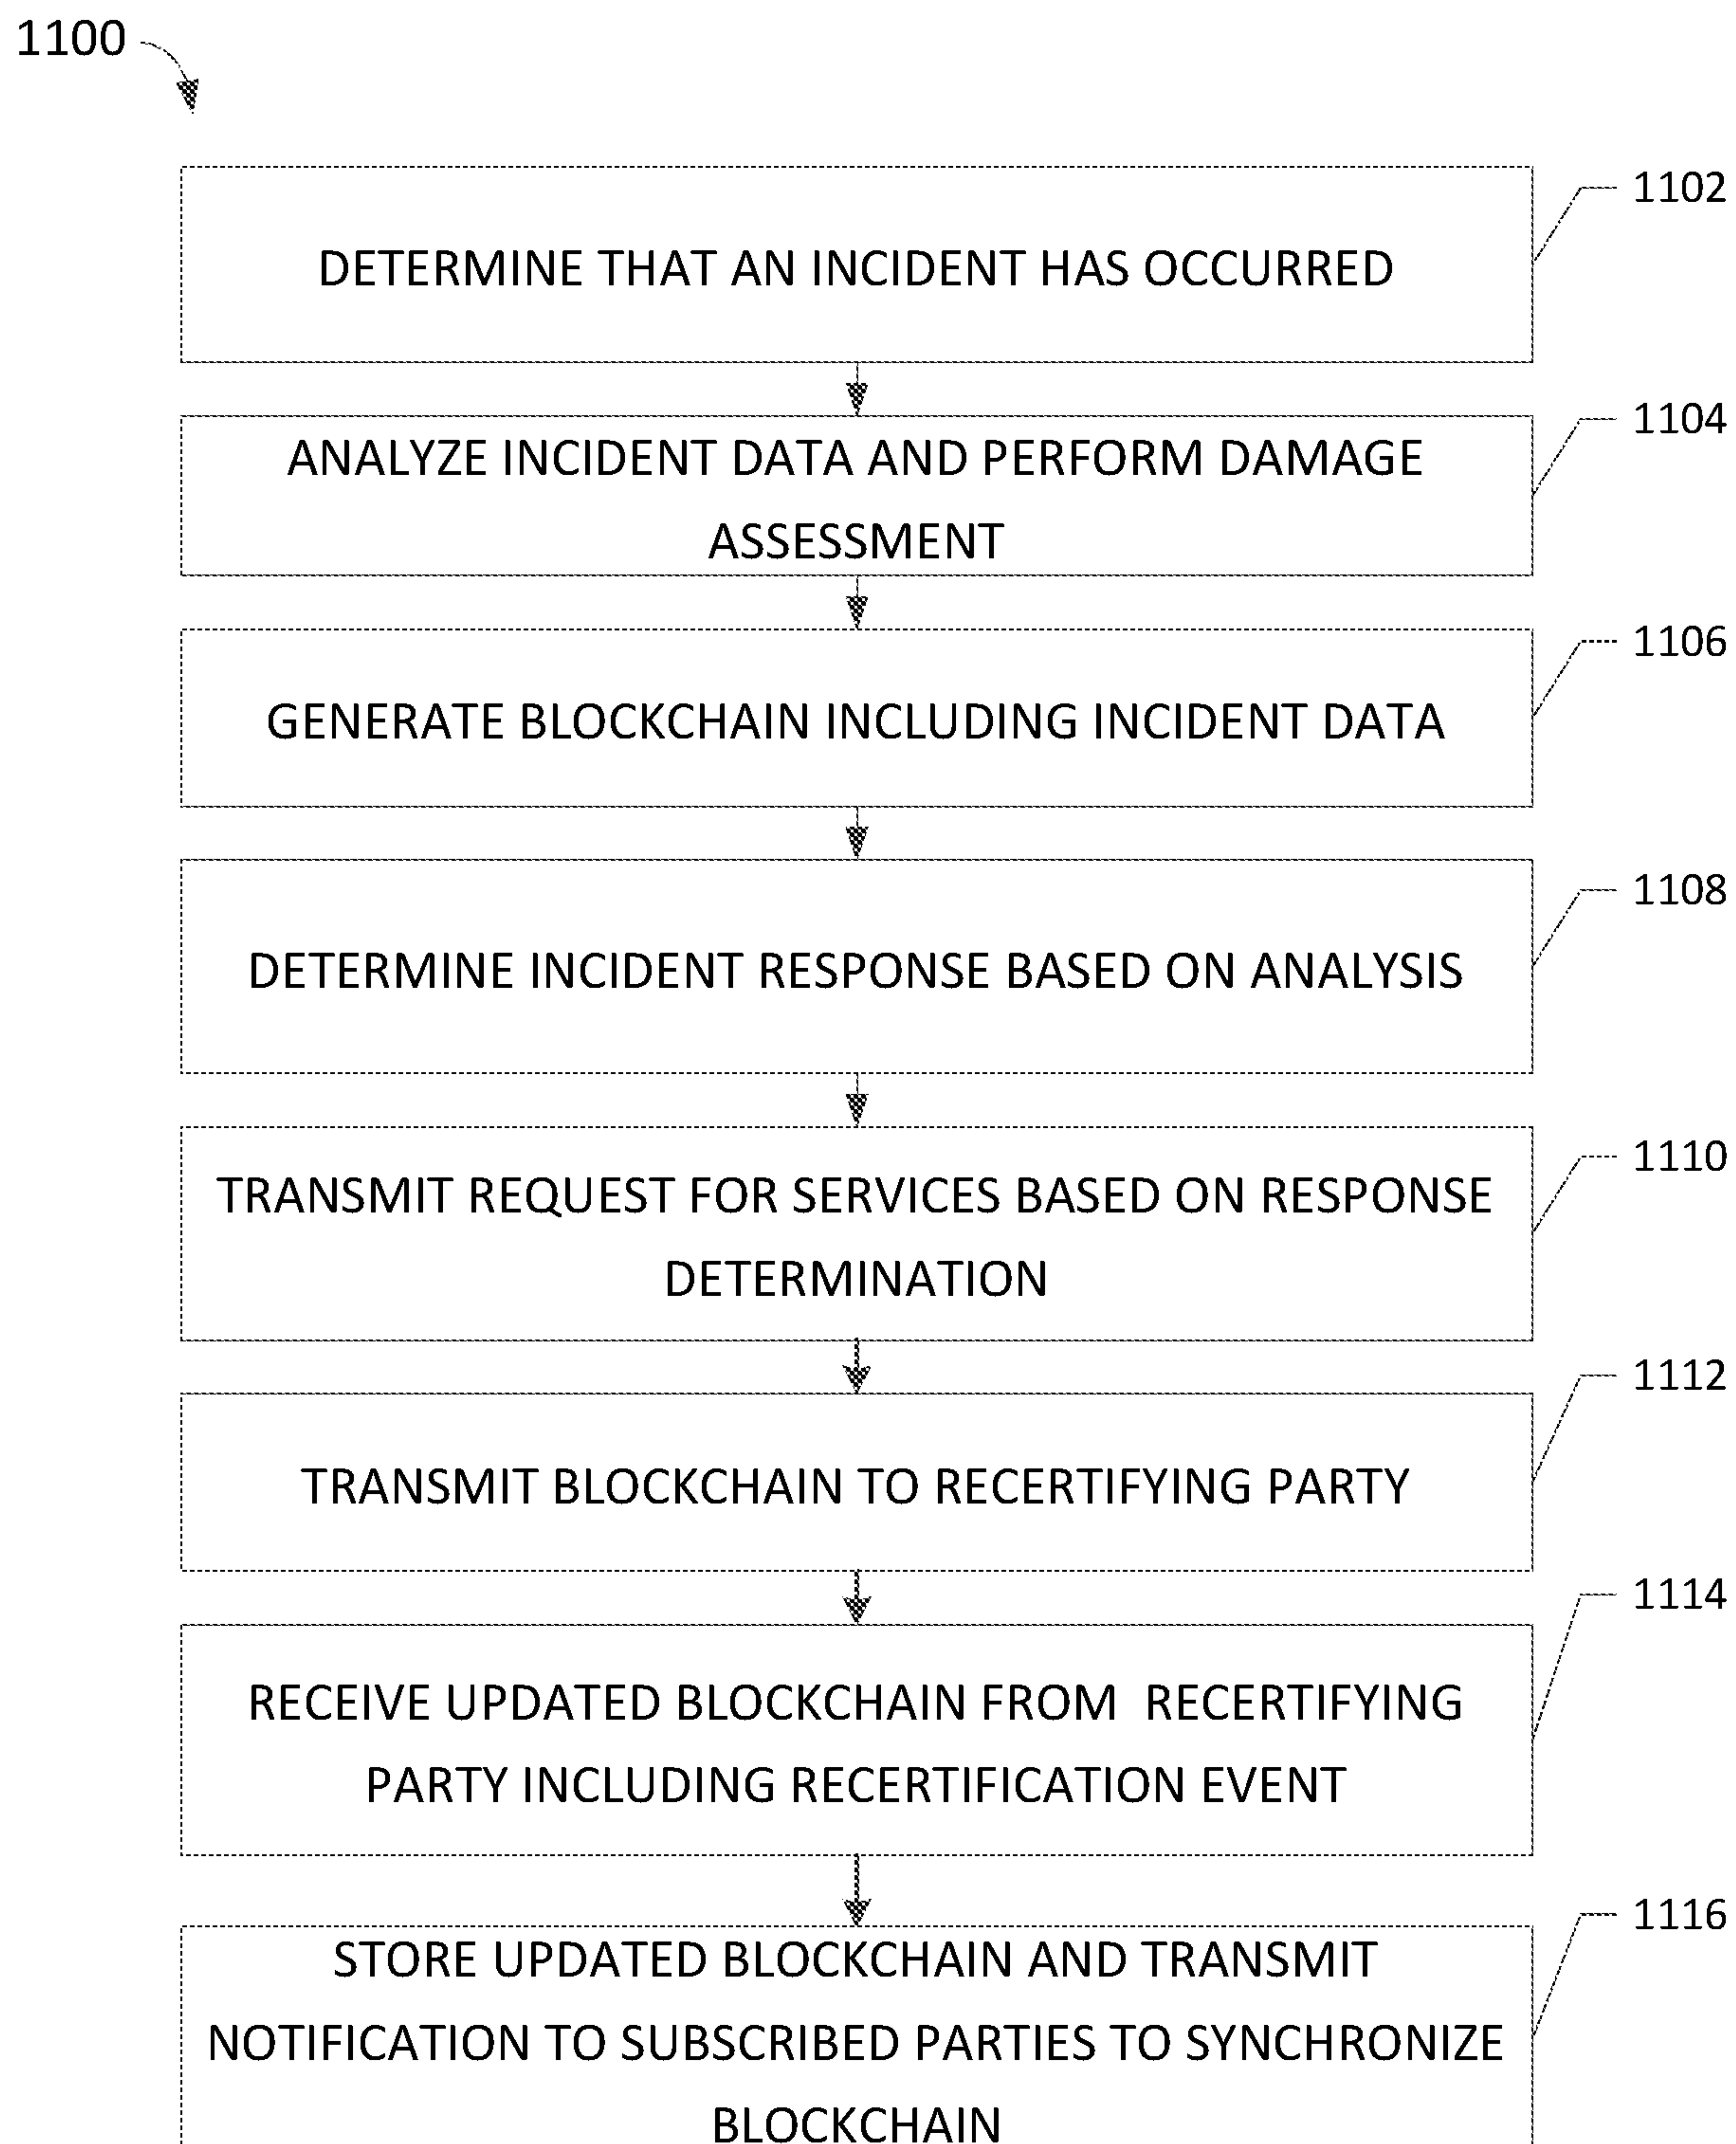 1100
1102
DETERMINE THAT AN INCIDENT HAS OCCURRED
1104
ANALYZE INCIDENT DATA AND PERFORM DAMAGE
ASSESSMENT
1106
GENERATE BLOCKCHAIN INCLUDING INCIDENT DATA
1108
DETERMINE INCIDENT RESPONSE BASED ON ANALYSIS
1110
TRANSMIT REQUEST FOR SERVICES BASED ON RESPONSE
DETERMINATION
1112
TRANSMIT BLOCKCHAIN TO RECERTIFYING PARTY
1114
RECEIVE UPDATED BLOCKCHAIN FROM RECERTIFYING
PARTY INCLUDING RECERTIFICATION EVENT
1116
STORE UPDATED BLOCKCHAIN AND TRANSMIT
NOTIFICATION TO SUBSCRIBED PARTIES TO SYNCHRONIZE
BLOCKCHAIN